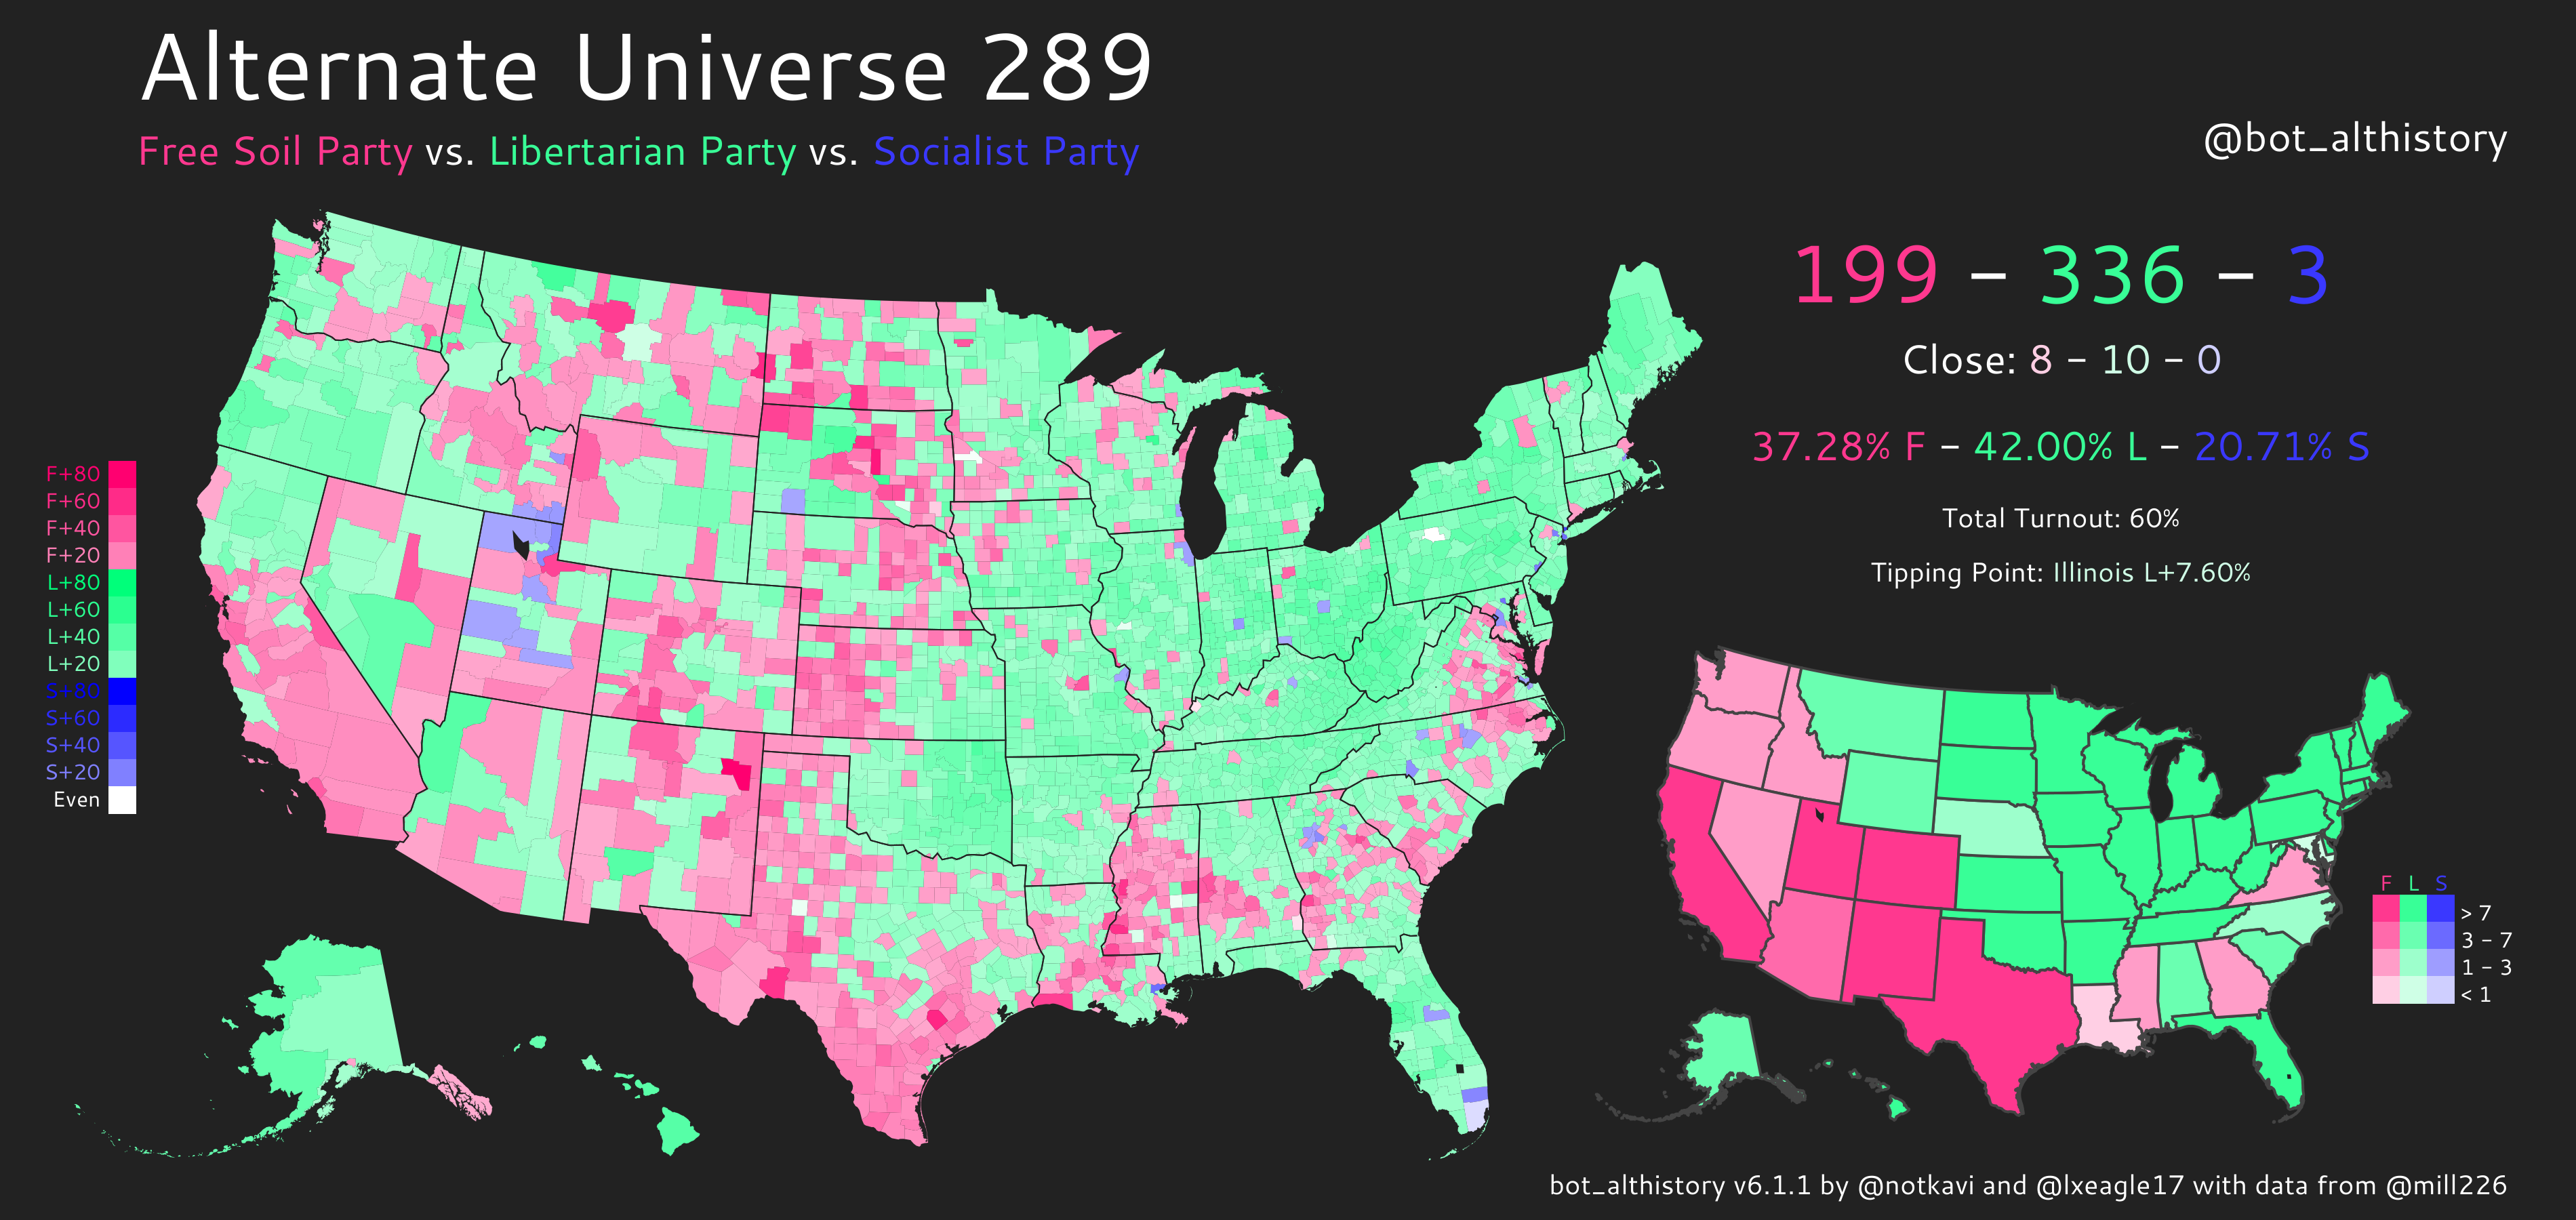 Alternate Universe 289
Free Soil Party vs. Libertarian Party vs. Socialist Party
@bot_althistory
199 – 336 – 3
Close: 8 – 10 – 0
37.28% F – 42.00% L – 20.71% S
Total Turnout: 60%
Tipping Point: Illinois L+7.60%
F+80
F+60
F+40
F+20
L+80
L+60
L+40
L+20
S+80
S+60
S+40
S+20
Even
F L S
> 7
3 – 7
1 – 3
< 1
bot_althistory v6.1.1 by @notkavi and @lxeagle17 with data from @mill226